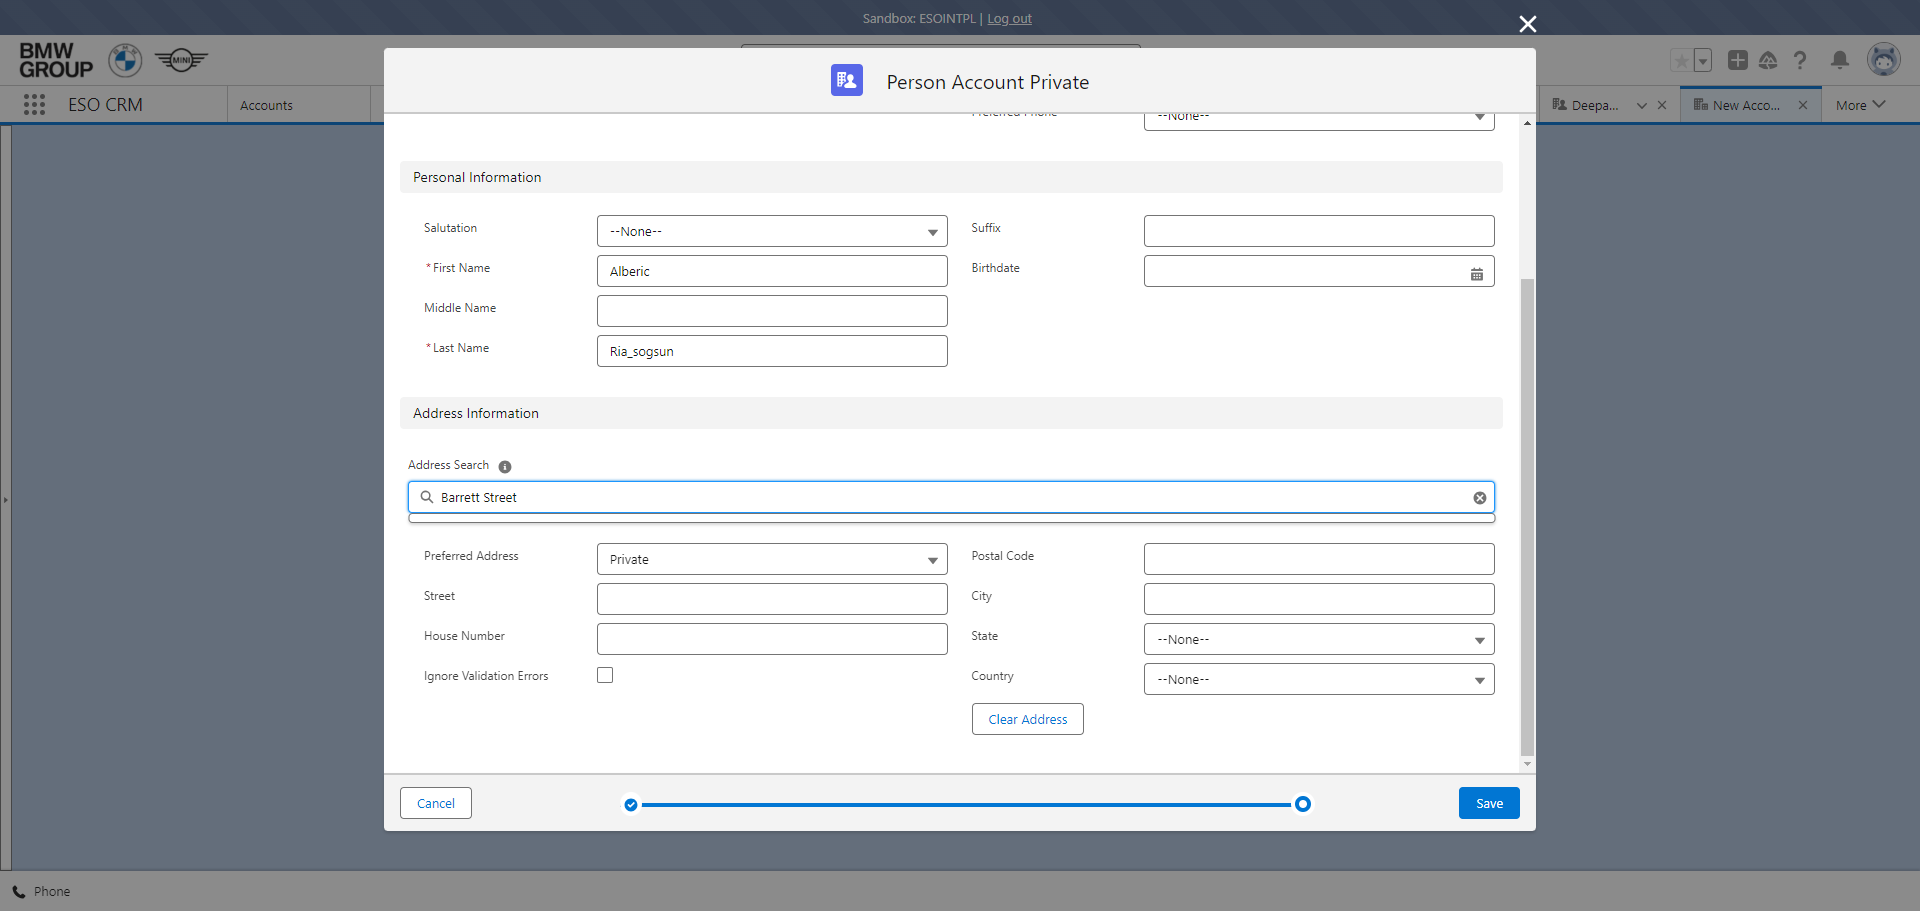 Sandbox: ESOINTPL | Log out
BMW
GROUP
MINI
ESO CRM
Accounts
Deepa...
New Acco...
More
Person Account Private
Preferred Phone
--None--
Personal Information
Salutation
--None--
Suffix
*First Name
Alberic
Birthdate
Middle Name
*Last Name
Ria_sogsun
Address Information
Address Search
Barrett Street
Preferred Address
Private
Postal Code
Street
City
House Number
State
--None--
Ignore Validation Errors
Country
--None--
Clear Address
Cancel
Save
Phone